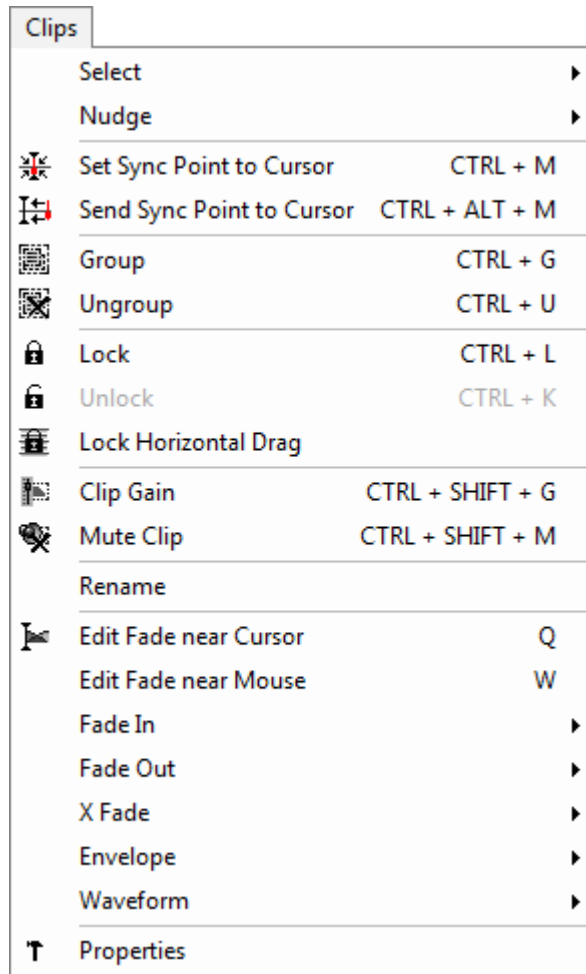 Clips
Select
Nudge
Set Sync Point to Cursor CTRL + M
Send Sync Point to Cursor CTRL + ALT + M
Group CTRL + G
Ungroup CTRL + U
Lock CTRL + L
Unlock CTRL + K
Lock Horizontal Drag
Clip Gain CTRL + SHIFT + G
Mute Clip CTRL + SHIFT + M
Rename
Edit Fade near Cursor Q
Edit Fade near Mouse W
Fade In
Fade Out
X Fade
Envelope
Waveform
Properties